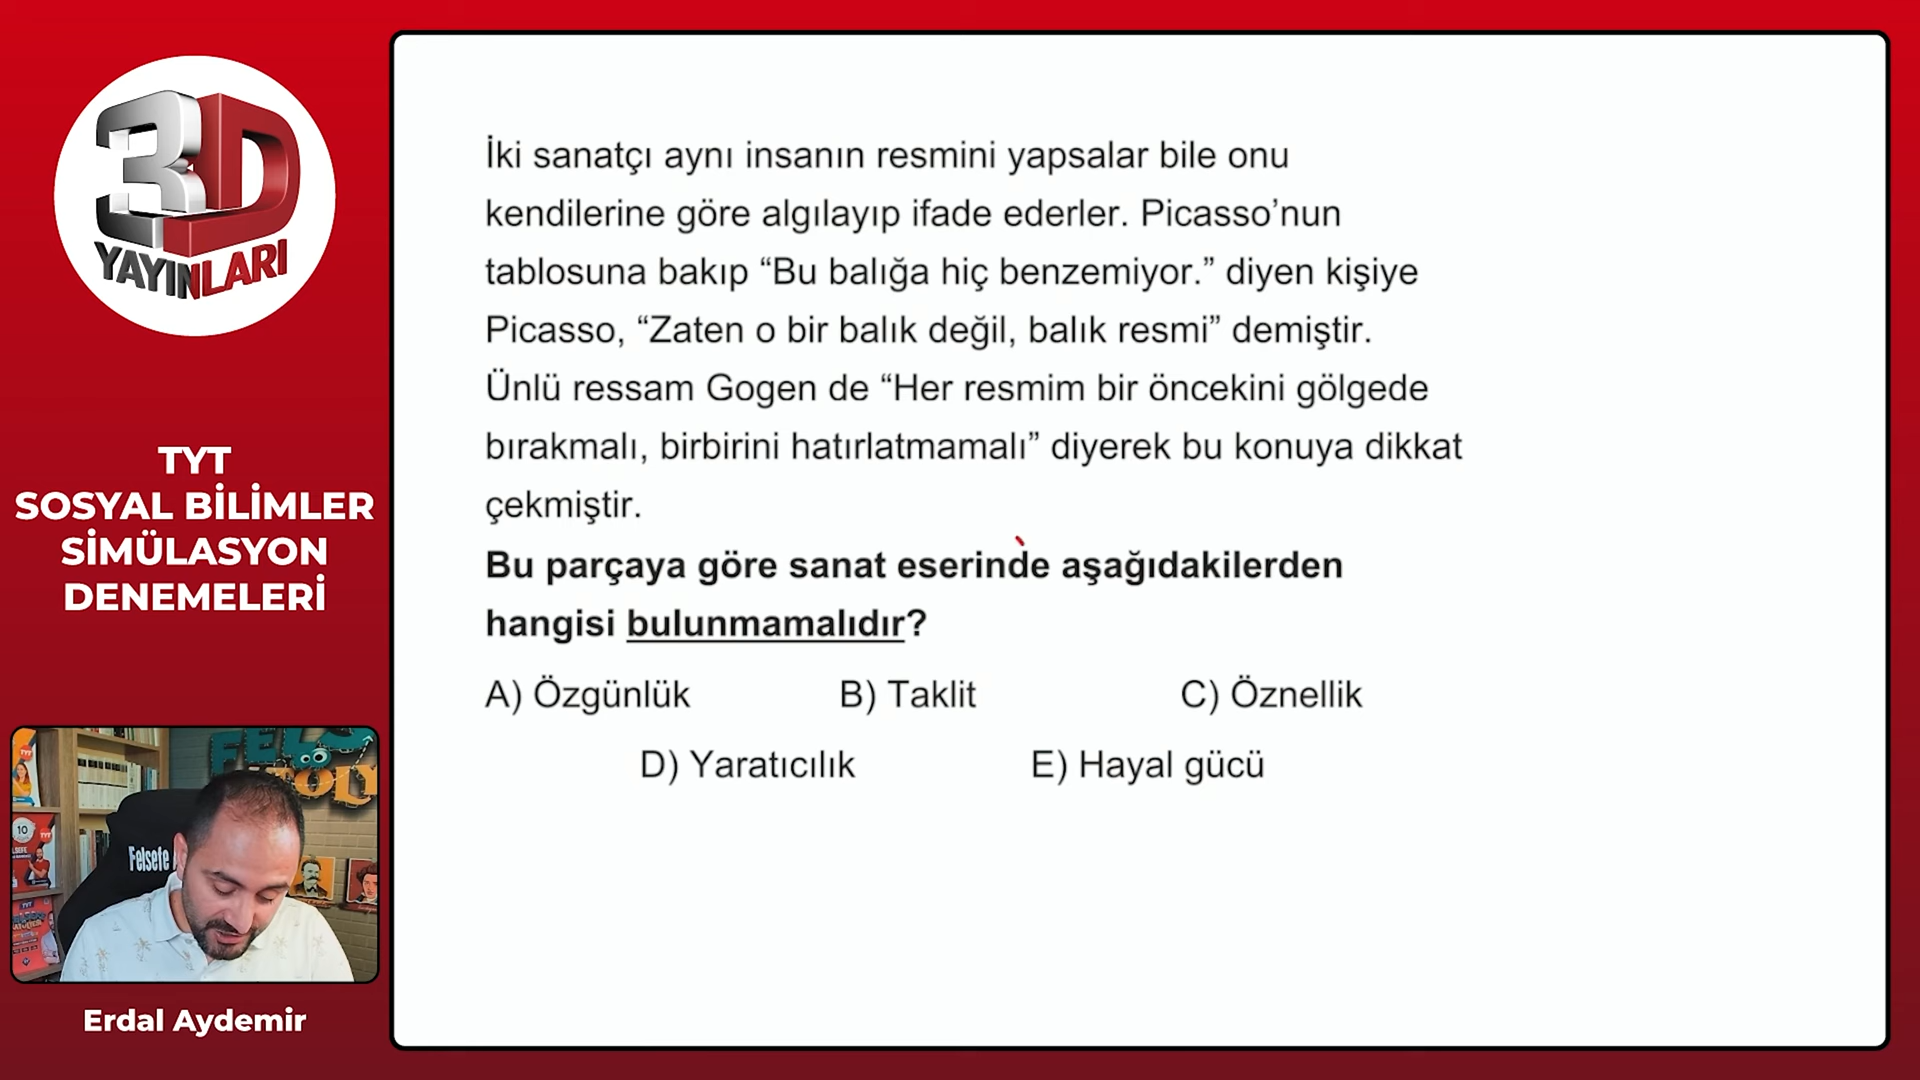 3D
YAYINLARI
TYT
SOSYAL BİLİMLER
SİMÜLASYON
DENEMELERİ
Felsefe
Erdal Aydemir
İki sanatçı aynı insanın resmini yapsalar bile onu
kendilerine göre algılayıp ifade ederler. Picasso’nun
tablosuna bakıp “Bu balığa hiç benzemiyor.” diyen kişiye
Picasso, “Zaten o bir balık değil, balık resmi” demiştir.
Ünlü ressam Gogen de “Her resmim bir öncekini gölgede
bırakmalı, birbirini hatırlatmamalı” diyerek bu konuya dikkat
çekmiştir.
Bu parçaya göre sanat eserinde aşağıdakilerden
hangisi bulunmamalıdır?
A) Özgünlük B) Taklit C) Öznellik
D) Yaratıcılık E) Hayal gücü